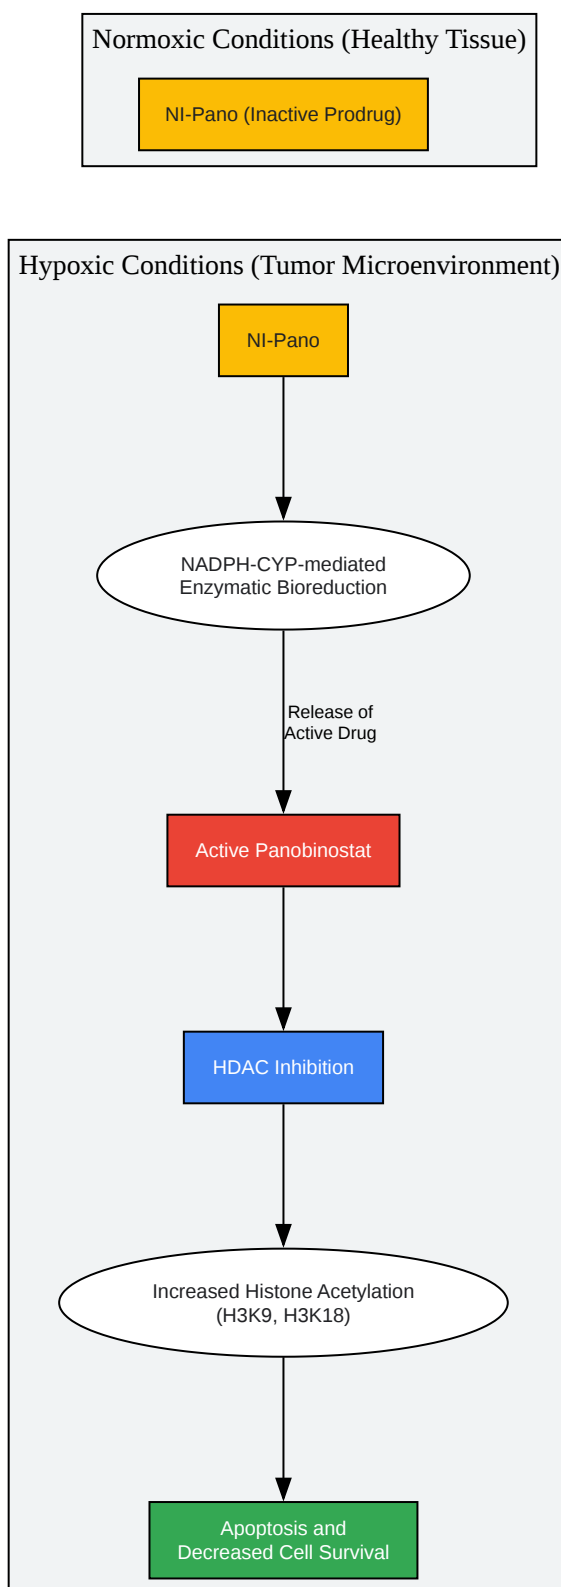 Normoxic Conditions (Healthy Tissue)
NI-Pano (Inactive Prodrug)
Hypoxic Conditions (Tumor Microenvironment)
NI-Pano
NADPH-CYP-mediated
Enzymatic Bioreduction
Release of
Active Drug
Active Panobinostat
HDAC Inhibition
Increased Histone Acetylation
(H3K9, H3K18)
Apoptosis and
Decreased Cell Survival